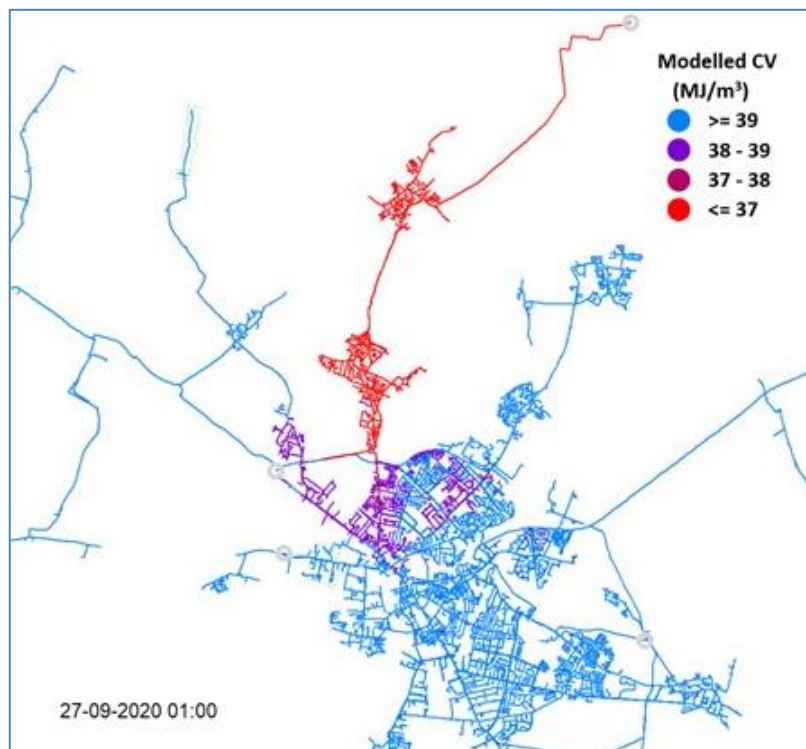 Modelled CV
(MJ/m³)
>= 39
38 - 39
37 - 38
<= 37
27-09-2020 01:00